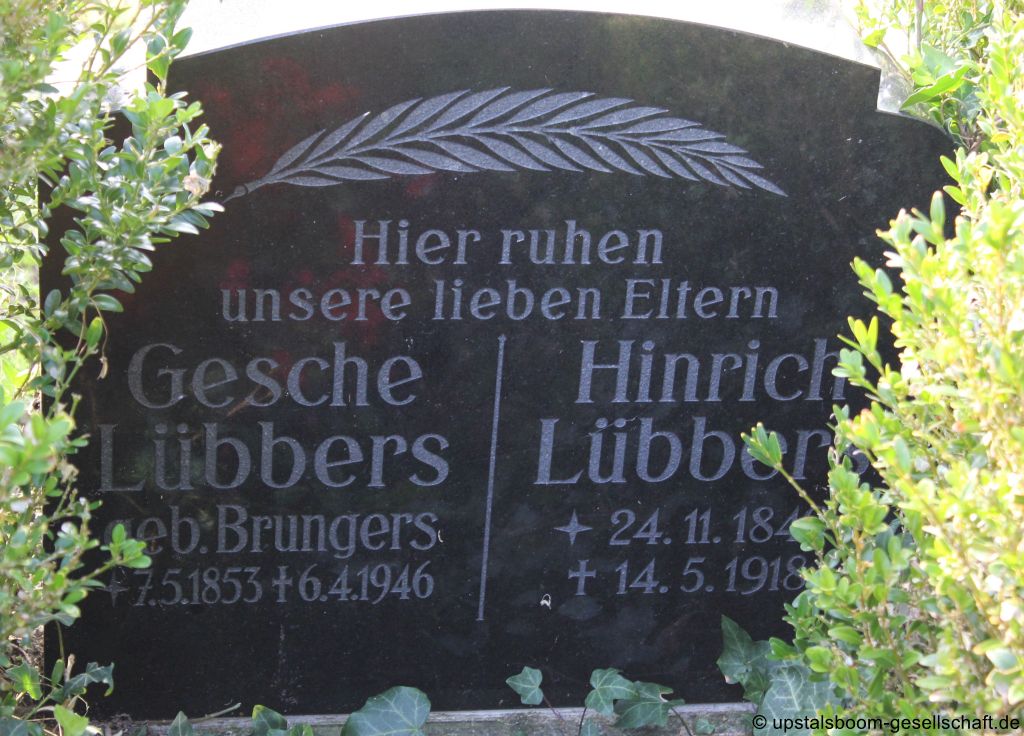 Hier ruhen
unsere lieben Eltern
Gesche
Lübbers
geb. Brungers
7.5.1853 † 6.4.1946
Hinrich
Lübbers
24. 11.
† 14. 5. 1918
© upstalsboom-gesellschaft.de